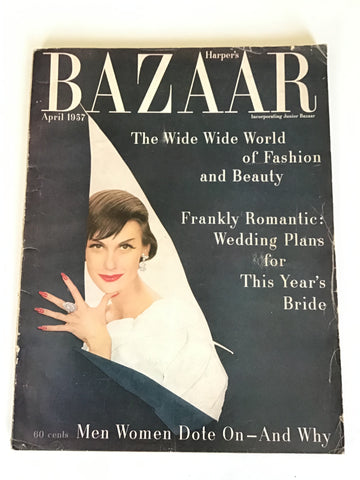 Harper's
BAZAAR
April 1957
Incorporating Junior Bazaar
The Wide Wide World
of Fashion
and Beauty
Frankly Romantic:
Wedding Plans
for
This Year's
Bride
60 cents
Men Women Dote On—And Why